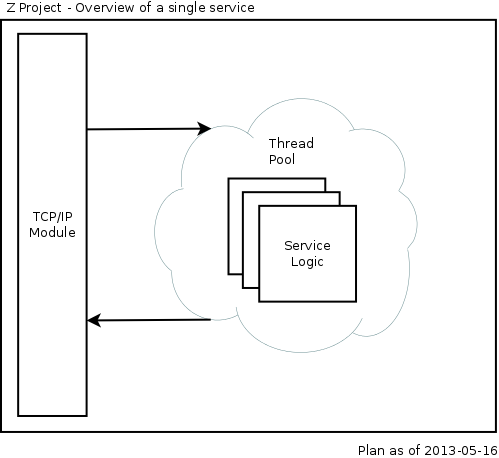 Z Project - Overview of a single service
Thread
Pool
TCP/IP
Module
Service
Logic
Plan as of 2013-05-16